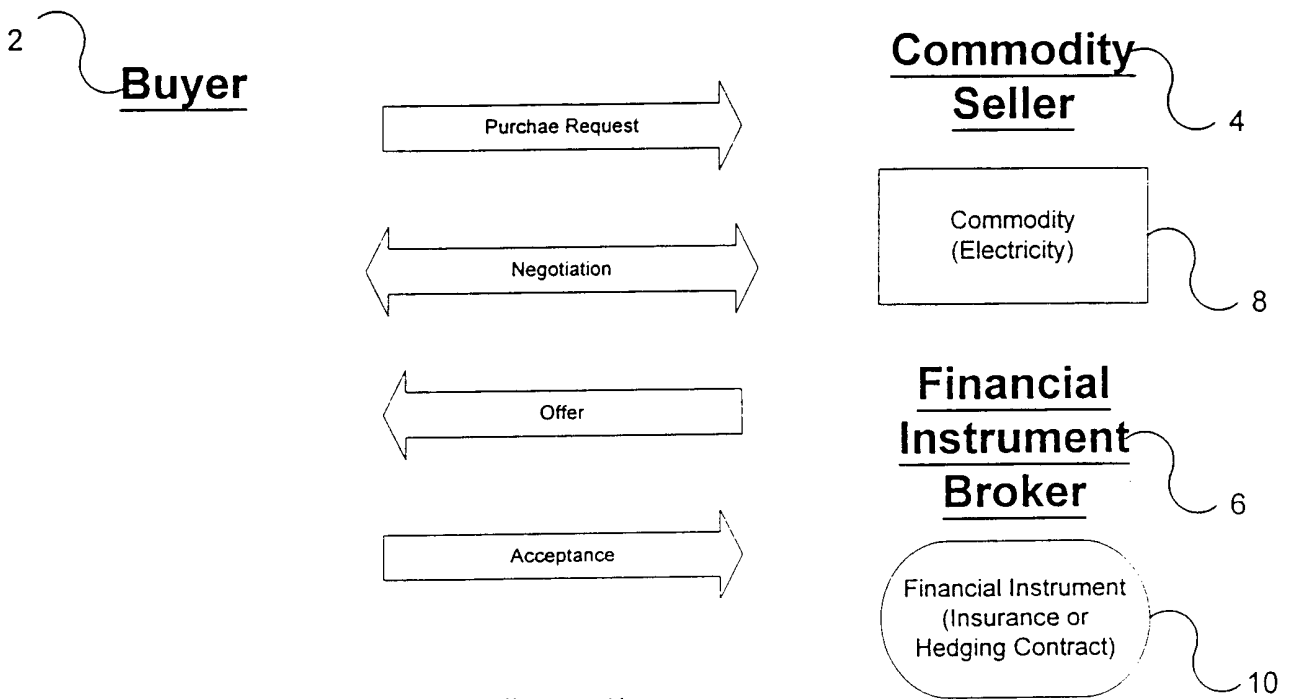 2
Buyer
Commodity
Seller
4
Purchae Request
Commodity
(Electricity)
8
Negotiation
Offer
Financial
Instrument
Broker
6
Acceptance
Financial Instrument
(Insurance or
Hedging Contract)
10